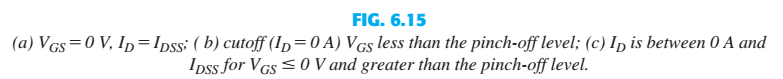 FIG. 6.15
(a) VGS = 0 V, ID = IDSS; ( b) cutoff (ID = 0 A) VGS less than the pinch-off level; (c) ID is between 0 A and
IDSS for VGS ≤ 0 V and greater than the pinch-off level.